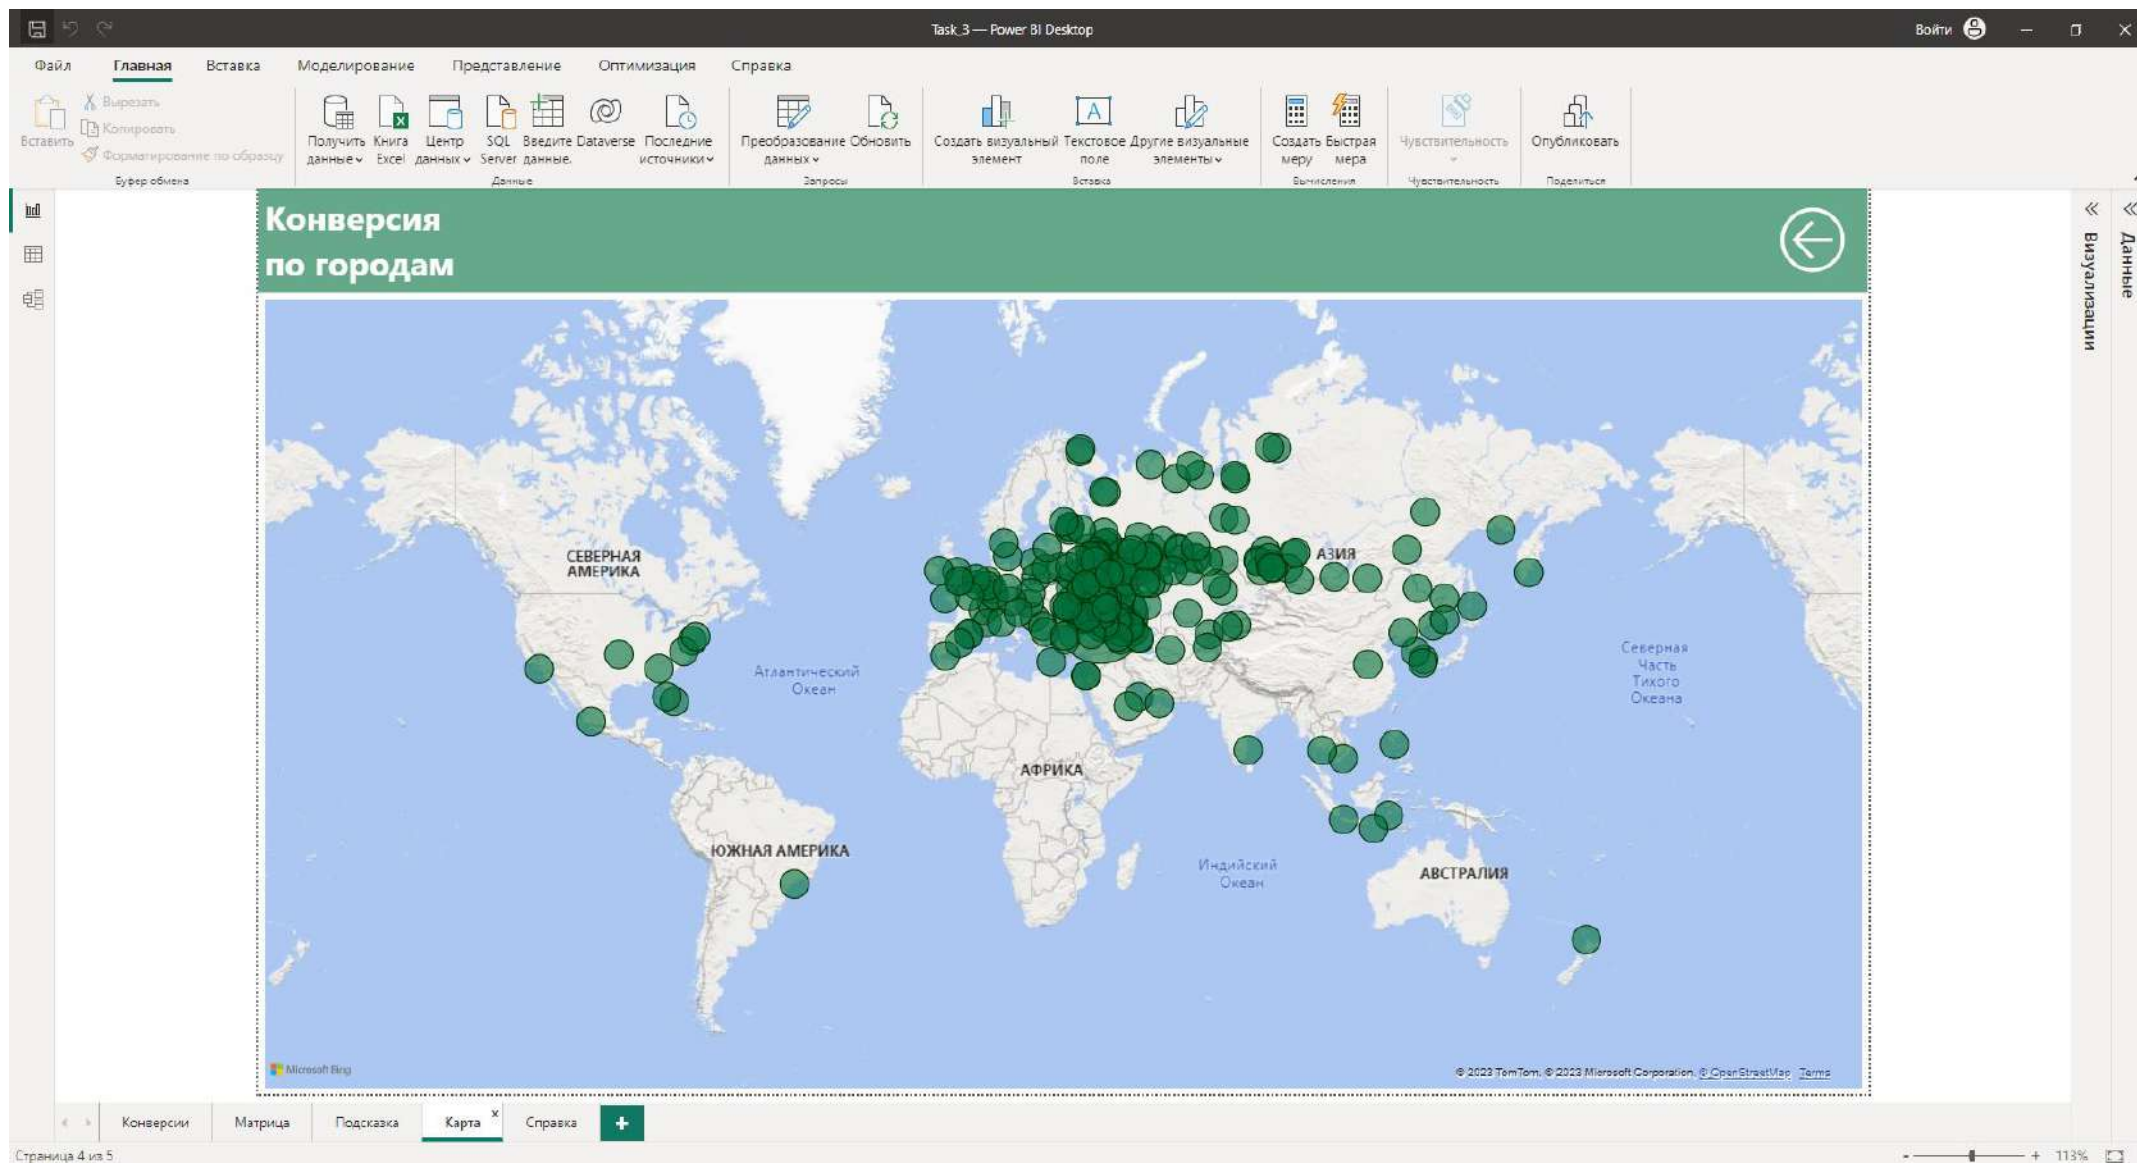 Task_3 — Power BI Desktop
Войти
Файл Главная Вставка Моделирование Представление Оптимизация Справка
Вставить
Вырезать
Копировать
Форматирование по образцу
Буфер обмена
Получить данные
Книга Excel
Центр данных
SQL Server
Введите данные.
Dataverse
Последние источники
Данные
Преобразование данных
Обновить
Запросы
Создать визуальный элемент
Текстовое поле
Другие визуальные элементы
Вставка
Создать меру
Быстрая мера
Вычисления
Чувствительность
Чувствительность
Опубликовать
Поделиться
Конверсия
по городам
Визуализации
Данные
СЕВЕРНАЯ
АМЕРИКА
АЗИЯ
Атлантический
Океан
Северная
Часть
Тихого
Океана
АФРИКА
ЮЖНАЯ АМЕРИКА
Индийский
Океан
АВСТРАЛИЯ
Microsoft Bing
© 2023 TomTom, © 2023 Microsoft Corporation, © OpenStreetMap Terms
Конверсии Матрица Подсказка Карта x Справка +
Страница 4 из 5
- + 113%